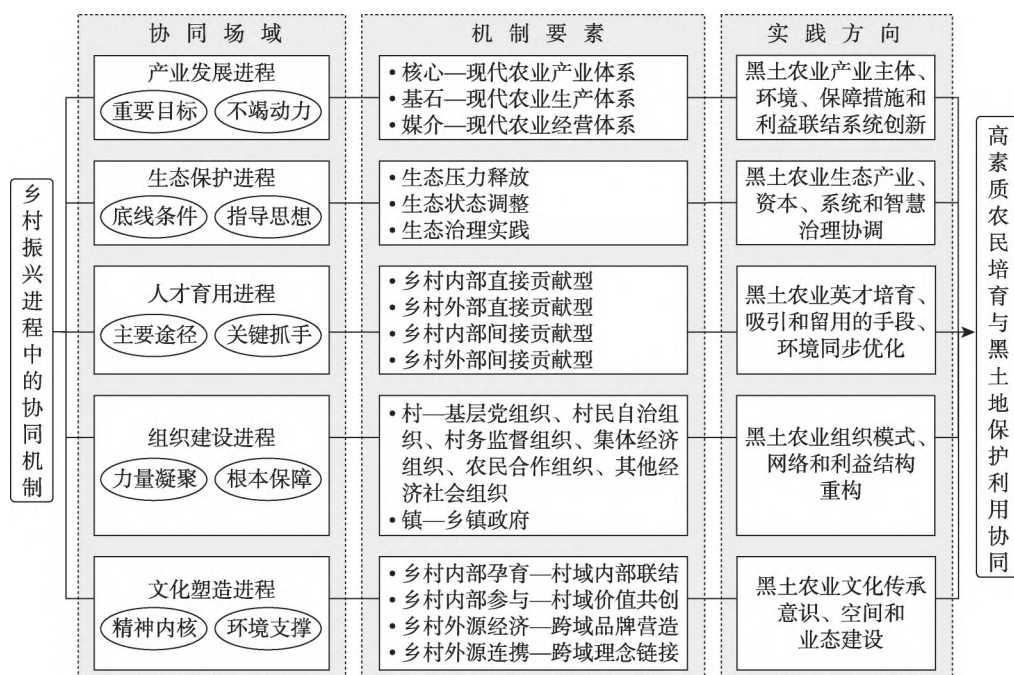 协同场域
机制要素
实践方向
乡村振兴进程中的协同机制
产业发展进程
重要目标
不竭动力
• 核心—现代农业产业体系
• 基石—现代农业生产体系
• 媒介—现代农业经营体系
黑土农业产业主体、
环境、保障措施和
利益联结系统创新
生态保护进程
底线条件
指导思想
• 生态压力释放
• 生态状态调整
• 生态治理实践
黑土农业生态产业、
资本、系统和智慧
治理协调
人才育用进程
主要途径
关键抓手
• 乡村内部直接贡献型
• 乡村外部直接贡献型
• 乡村内部间接贡献型
• 乡村外部间接贡献型
黑土农业英才培育、
吸引和留用的手段、
环境同步优化
组织建设进程
力量凝聚
根本保障
• 村—基层党组织、村民自治组
织、村务监督组织、集体经济
组织、农民合作组织、其他经
济社会组织
• 镇—乡镇政府
黑土农业组织模式、
网络和利益结构
重构
文化塑造进程
精神内核
环境支撑
• 乡村内部孕育—村域内部联结
• 乡村内部参与—村域价值共创
• 乡村外源经济—跨域品牌营造
• 乡村外源连携—跨域理念链接
黑土农业文化传承
意识、空间和
业态建设
高素质农民培育与黑土地保护利用协同